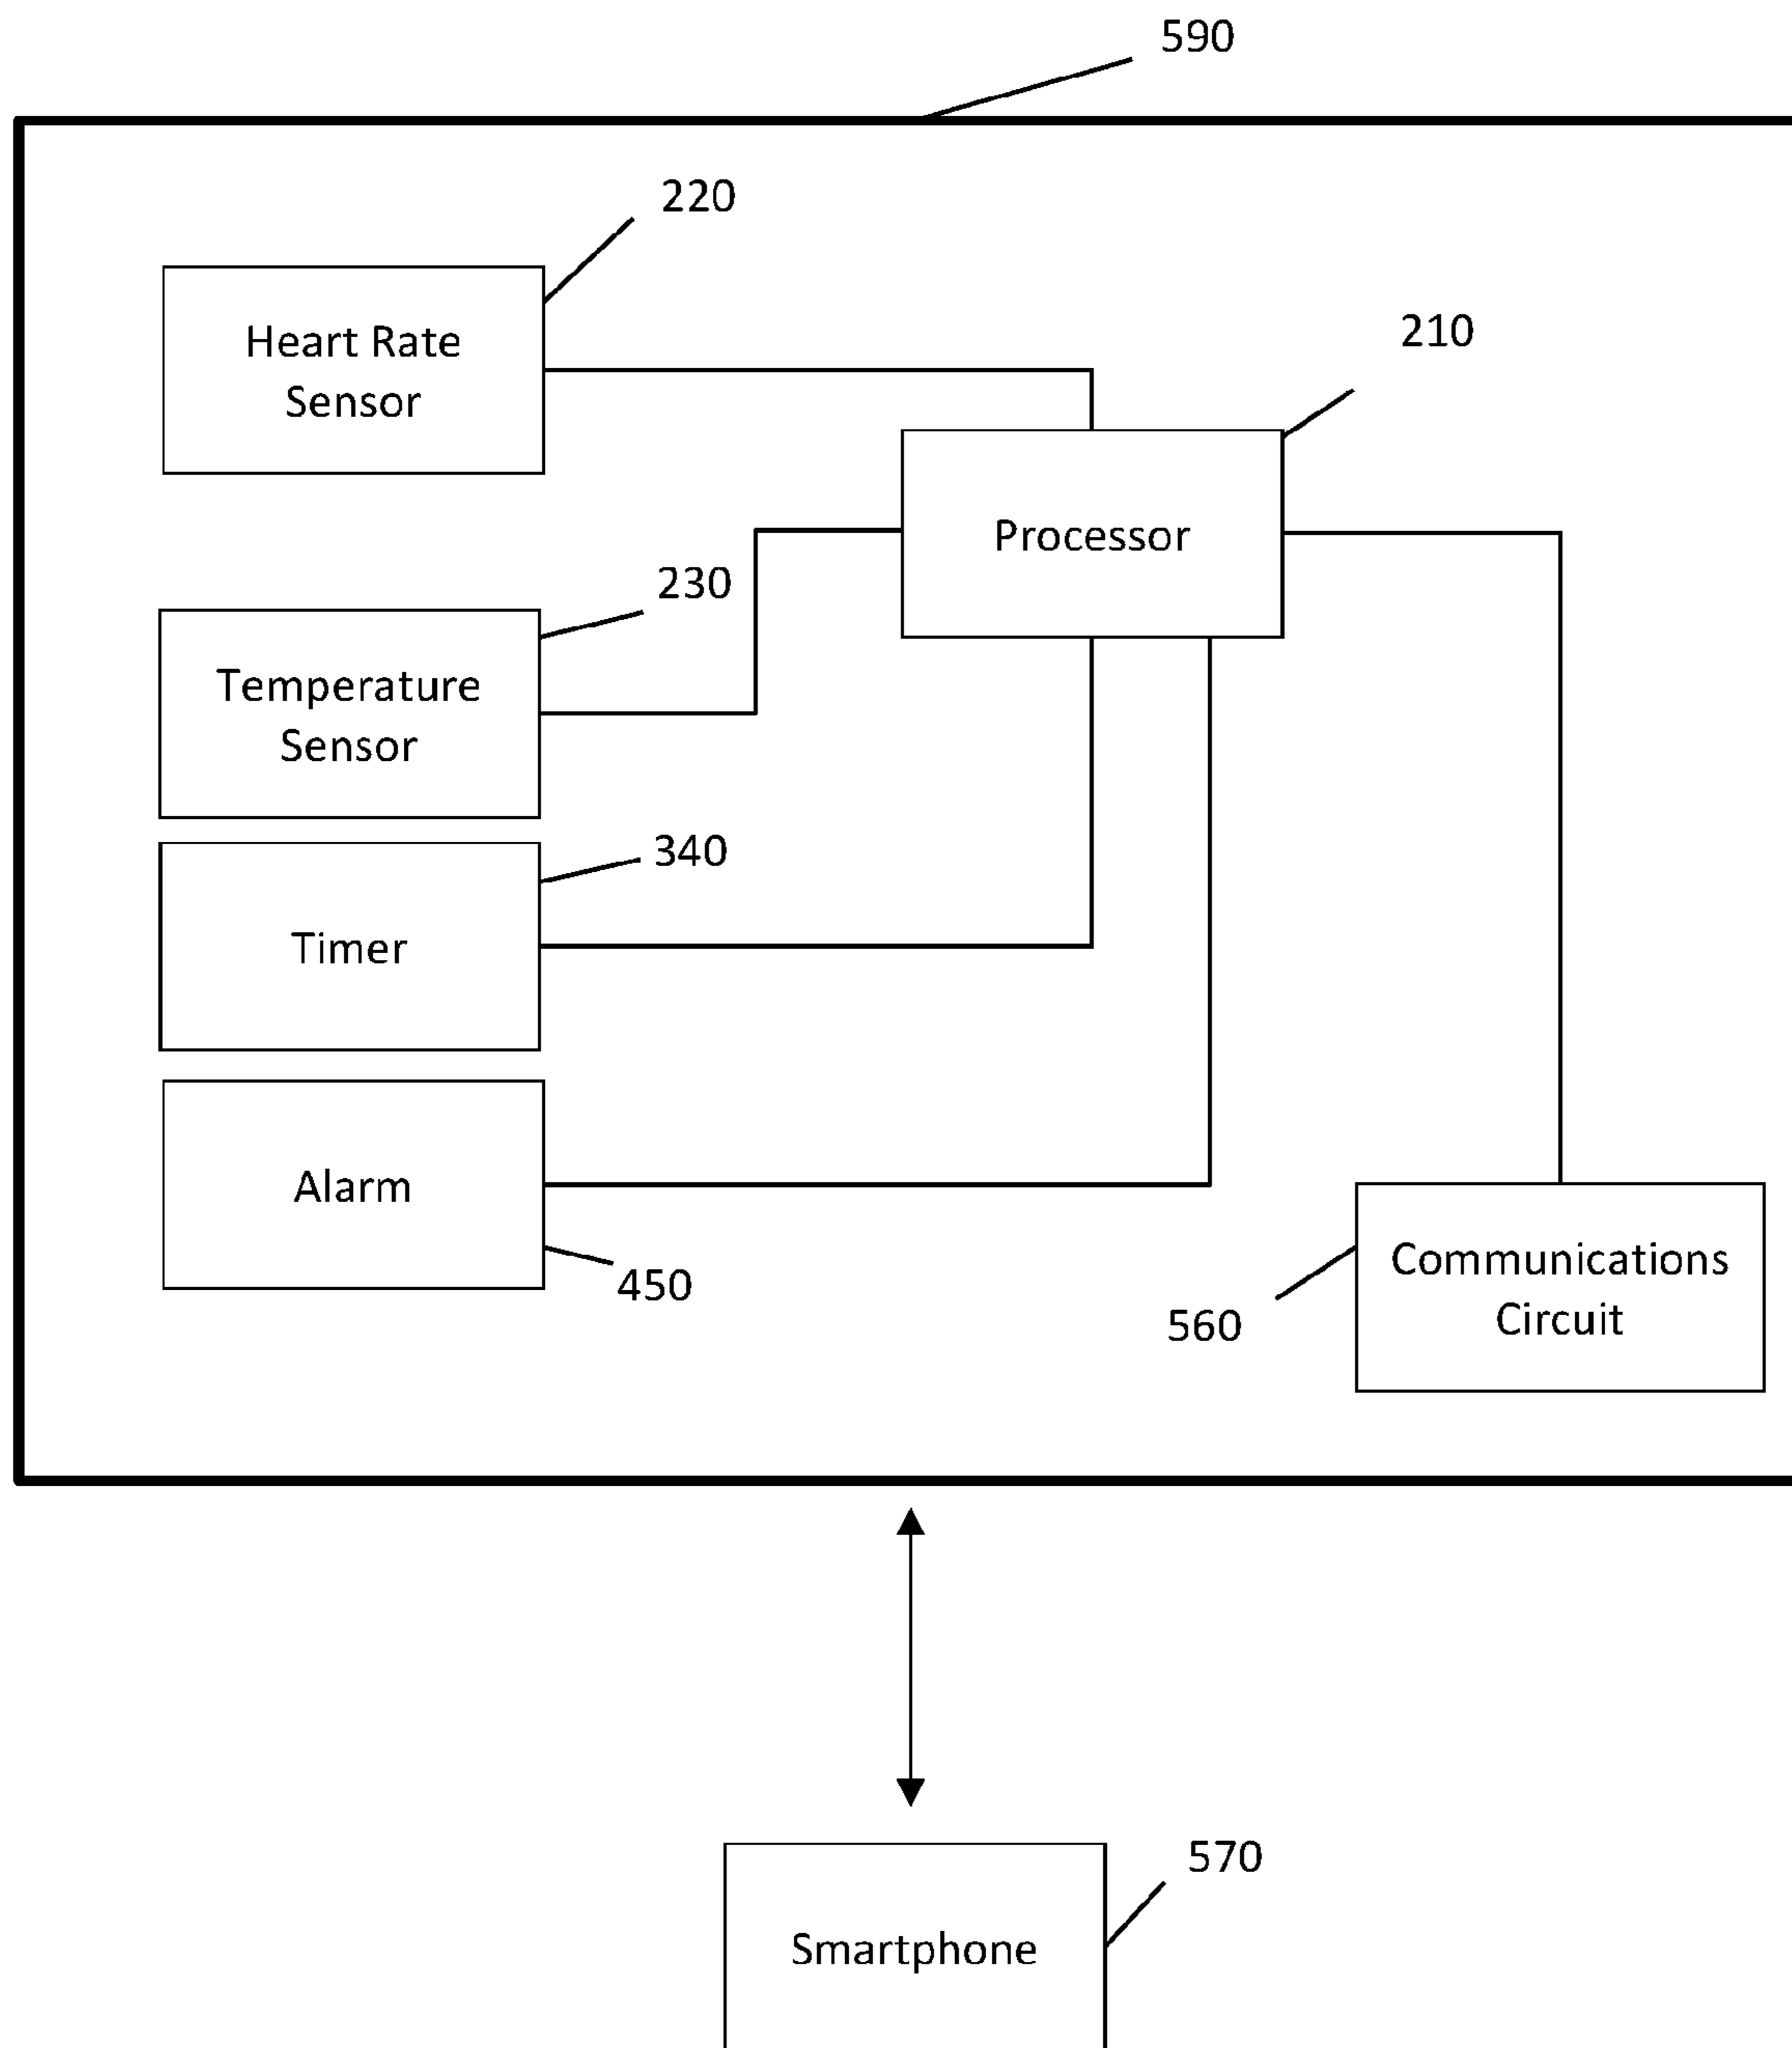 590
220
Heart Rate
Sensor
210
Processor
230
Temperature
Sensor
340
Timer
Alarm
450
Communications
Circuit
560
570
Smartphone